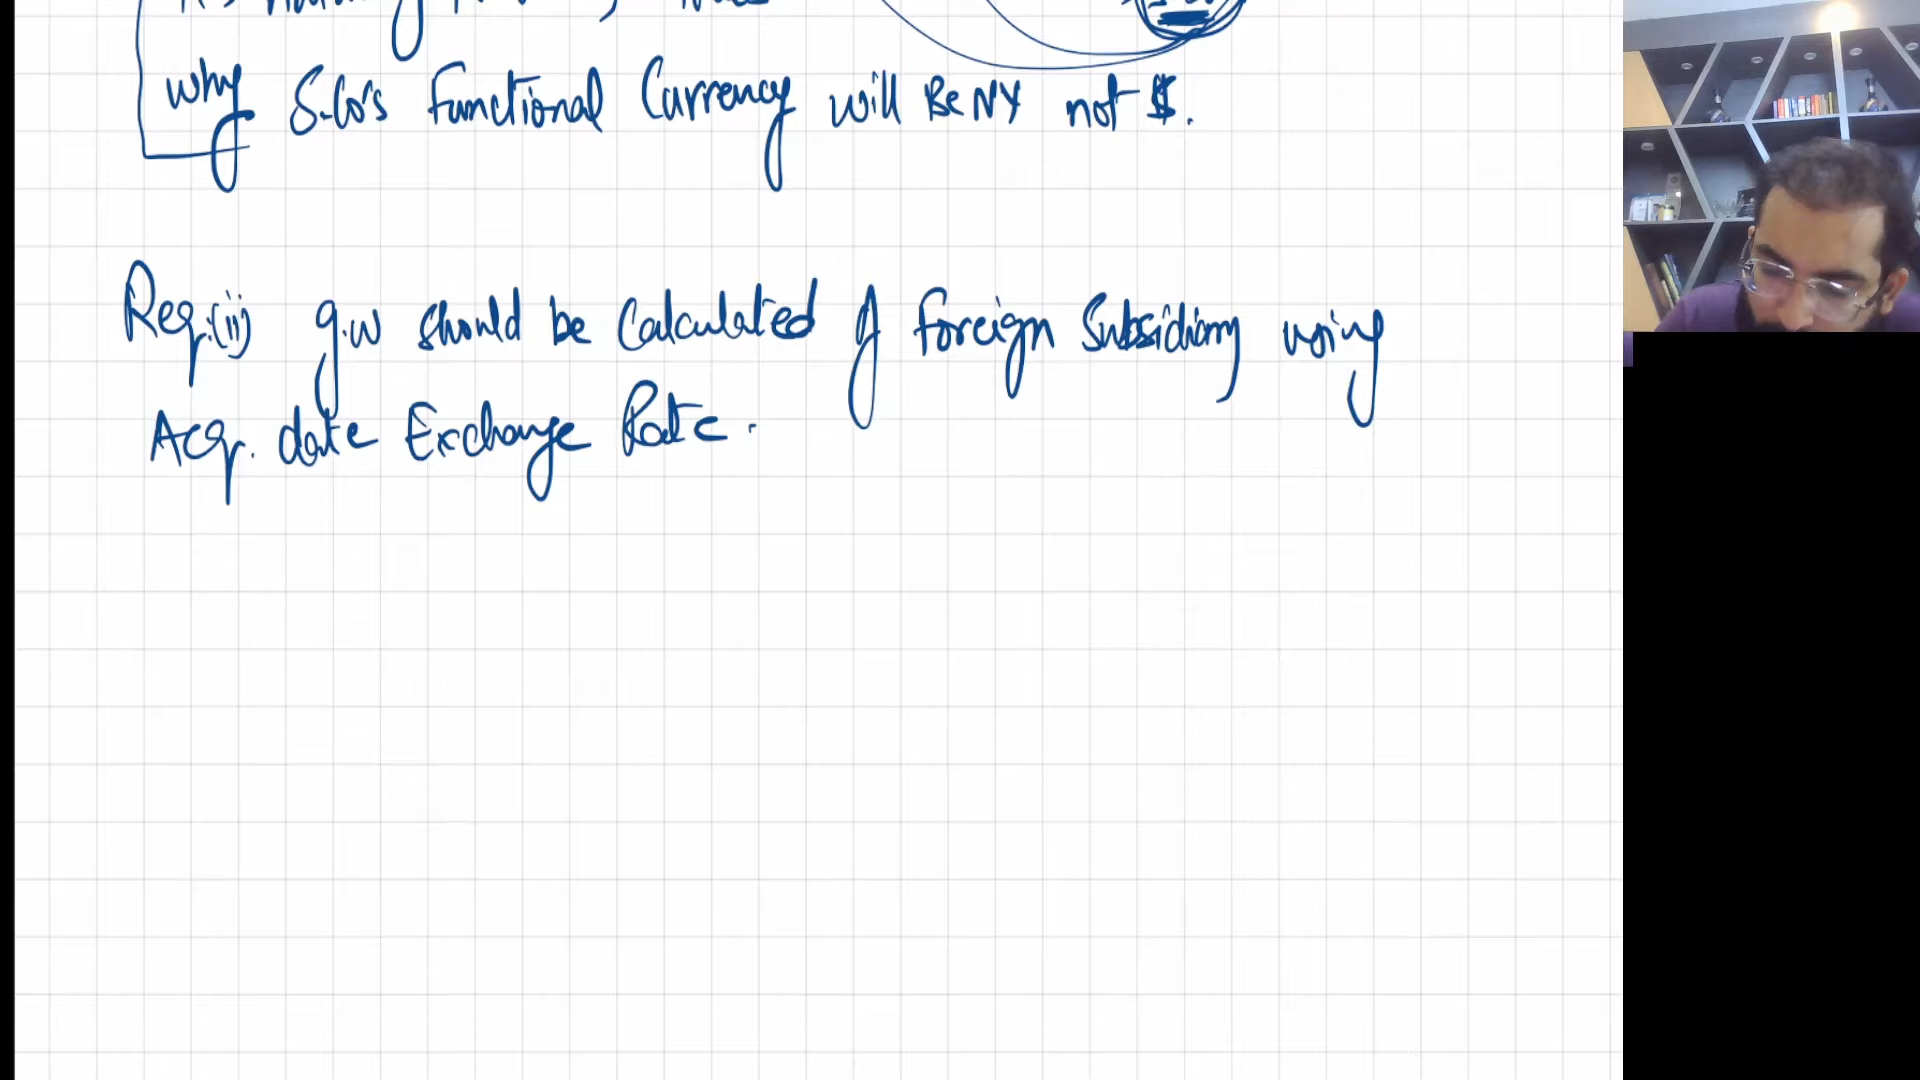 why S.Co's Functional Currency will Be NY not $.
Req.(ii) g.w should be Calculated of foreign Subsidiary using
Acq. date Exchange Rate.